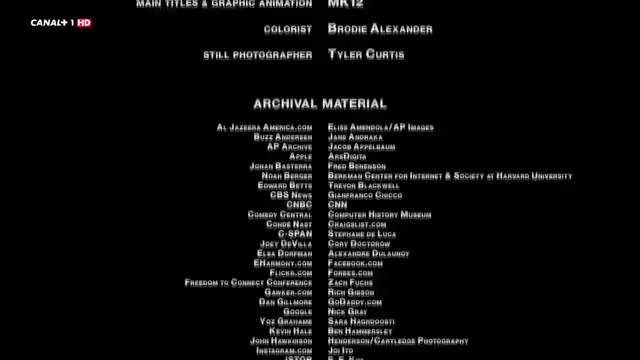 CANAL+ 1 HD
MAIN TITLES & GRAPHIC ANIMATION MK12
COLORIST BRODIE ALEXANDER
STILL PHOTOGRAPHER TYLER CURTIS
ARCHIVAL MATERIAL
AL JAZEERA AMERICA.COM ELISE AMENDOLA/AP IMAGES
BUZZ ANDERSEN JANE ANDRAKA
AP ARCHIVE JACOB APPELBAUM
APPLE ARSDIGITA
JOHAN BASTERRA FRED BENENSON
NOAH BERGER BERKMAN CENTER FOR INTERNET & SOCIETY AT HARVARD UNIVERSITY
EDWARD BETTS TREVOR BLACKWELL
CBS NEWS GIANFRANCO CHICCO
CNBC CNN
COMEDY CENTRAL COMPUTER HISTORY MUSEUM
CONDE NAST CRAIGSLIST.COM
C-SPAN STEPHANE DE LUCA
JOEY DEVILLA CORY DOCTOROW
ELSA DORFMAN ALEXANDRE DULAUNOY
EHARMONY.COM FACEBOOK.COM
FLICKR.COM FORBES.COM
FREEDOM TO CONNECT CONFERENCE ZACH FUCHS
GAWKER.COM RICH GIBSON
DAN GILLMORE GODADDY.COM
GOOGLE NICK GRAY
YOZ GRAHAME SARA HAGHDOOSTI
KEVIN HALE BEN HAMMERSLEY
JOHN HAWKINSON HENDERSON/CARTLEDGE PHOTOGRAPHY
INSTAGRAM.COM JOI ITO
JSTOR